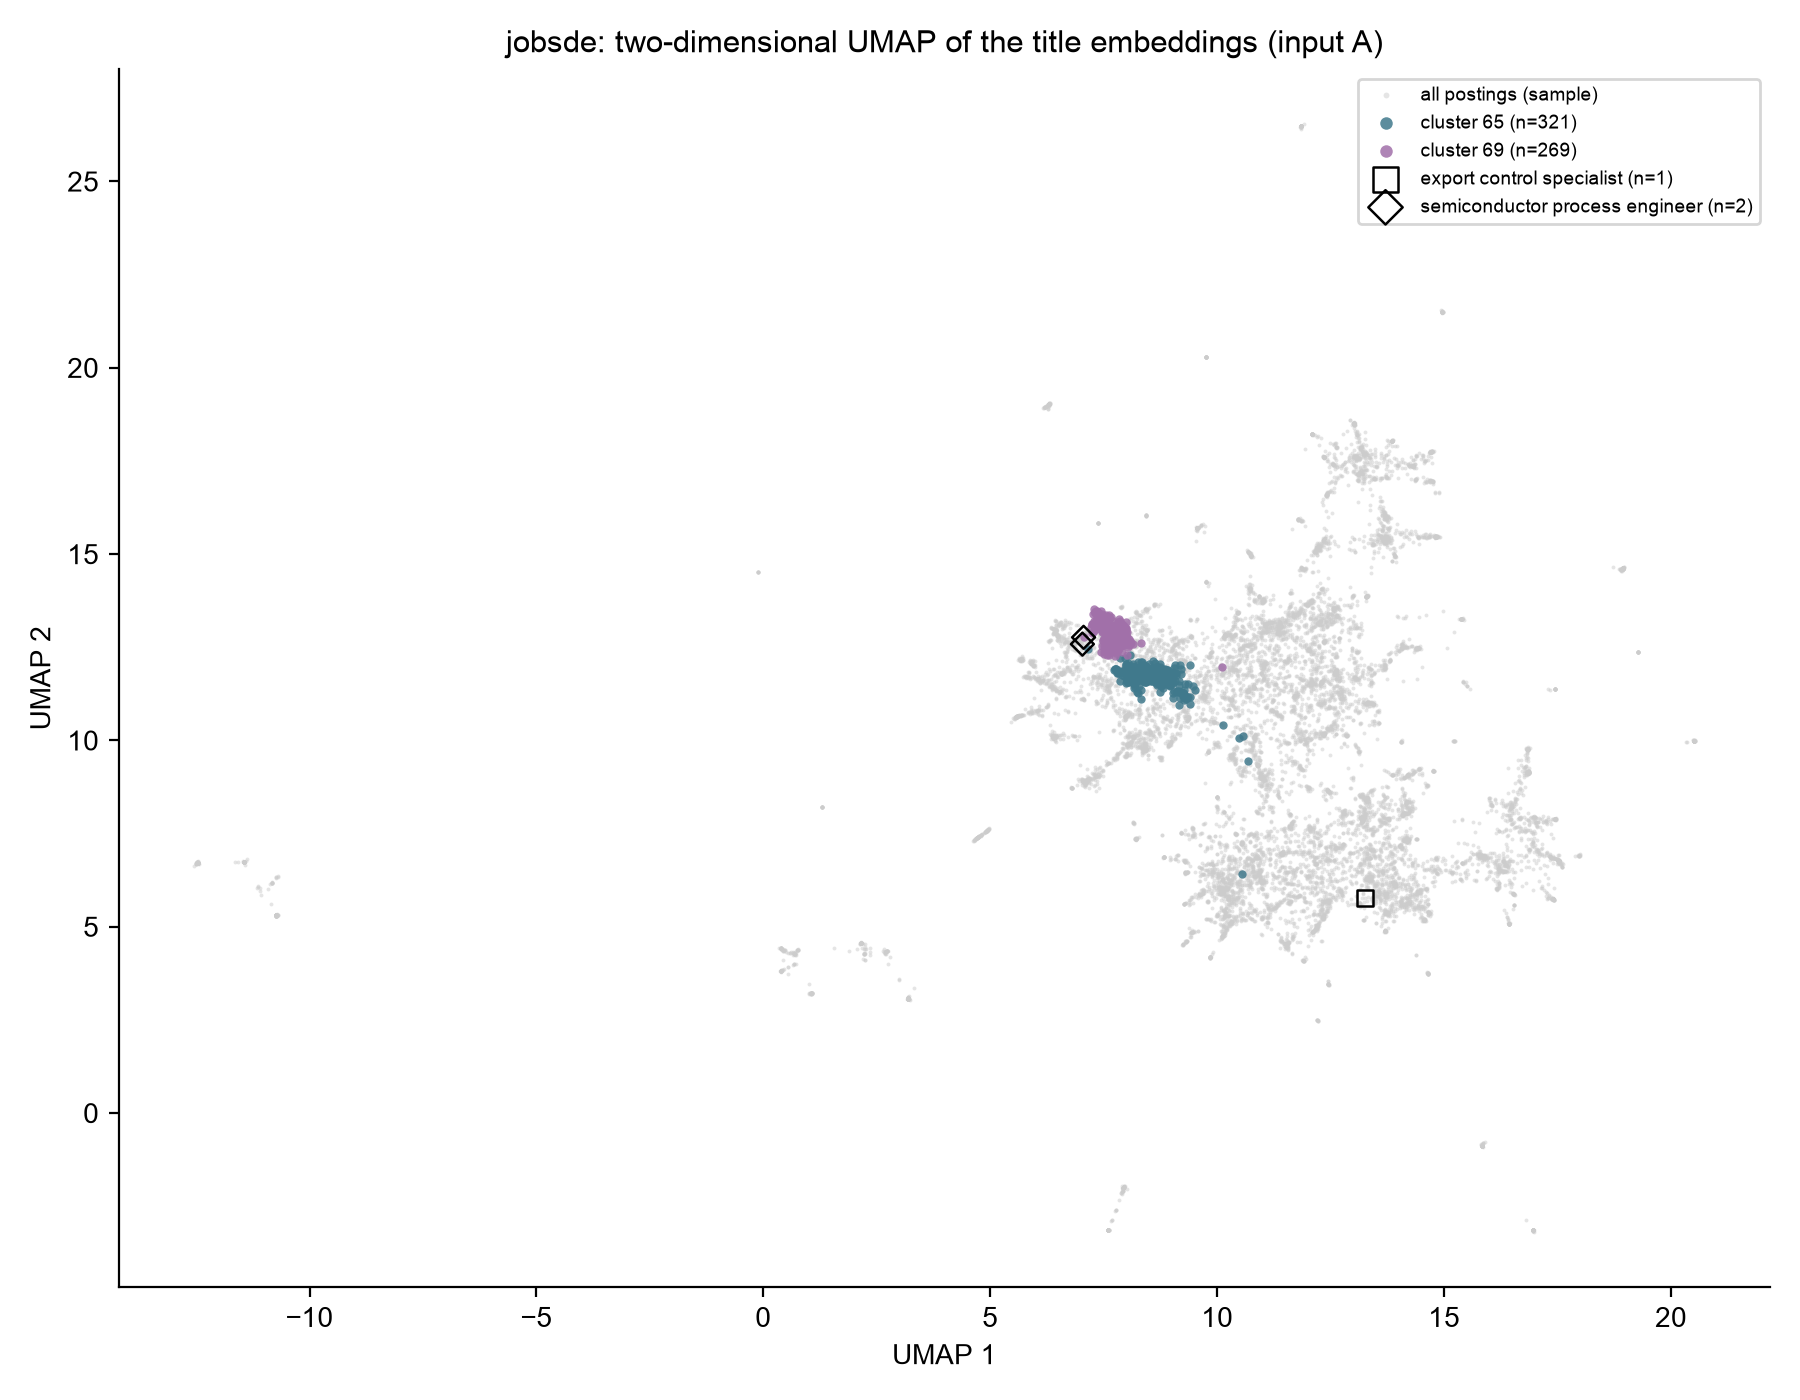 jobsde: two-dimensional UMAP of the title embeddings (input A)
all postings (sample)
cluster 65 (n=321)
cluster 69 (n=269)
export control specialist (n=1)
semiconductor process engineer (n=2)
25
20
15
10
5
0
UMAP 2
−10
−5
0
5
10
15
20
UMAP 1